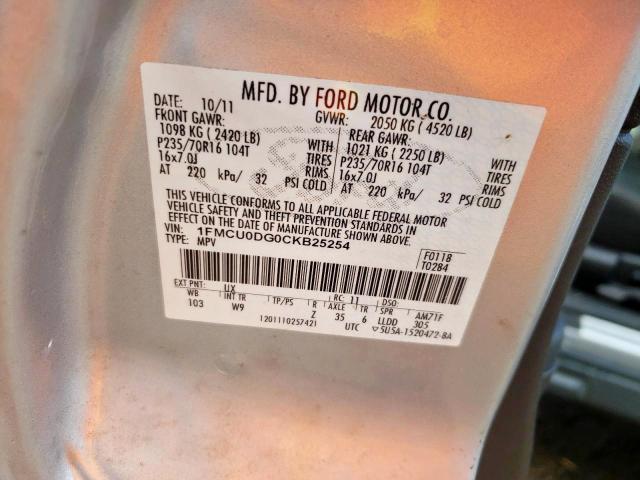 MFD. BY FORD MOTOR CO.
DATE: 10/11 GVWR: 2050 KG ( 4520 LB)
FRONT GAWR: REAR GAWR:
1098 KG ( 2420 LB) 1021 KG ( 2250 LB)
P235/70R16 104T WITH TIRES P235/70R16 104T WITH TIRES
16x7.0J RIMS 16x7.0J RIMS
AT 220 kPa/ 32 PSI COLD AT 220 kPa/ 32 PSI COLD
THIS VEHICLE CONFORMS TO ALL APPLICABLE FEDERAL MOTOR
VEHICLE SAFETY AND THEFT PREVENTION STANDARDS IN
EFFECT ON THE DATE OF MANUFACTURE SHOWN ABOVE.
VIN: 1FMCU0DG0CKB25254
TYPE: MPV
F0118
T0284
EXT PNT: UX RC: 11 DSO:
WB INT TR TP/PS R AXLE TR SPR AM71F
103 W9 Z 35 6 LLDD 305
1201110257421 UTC 5U5A-1520472-BA